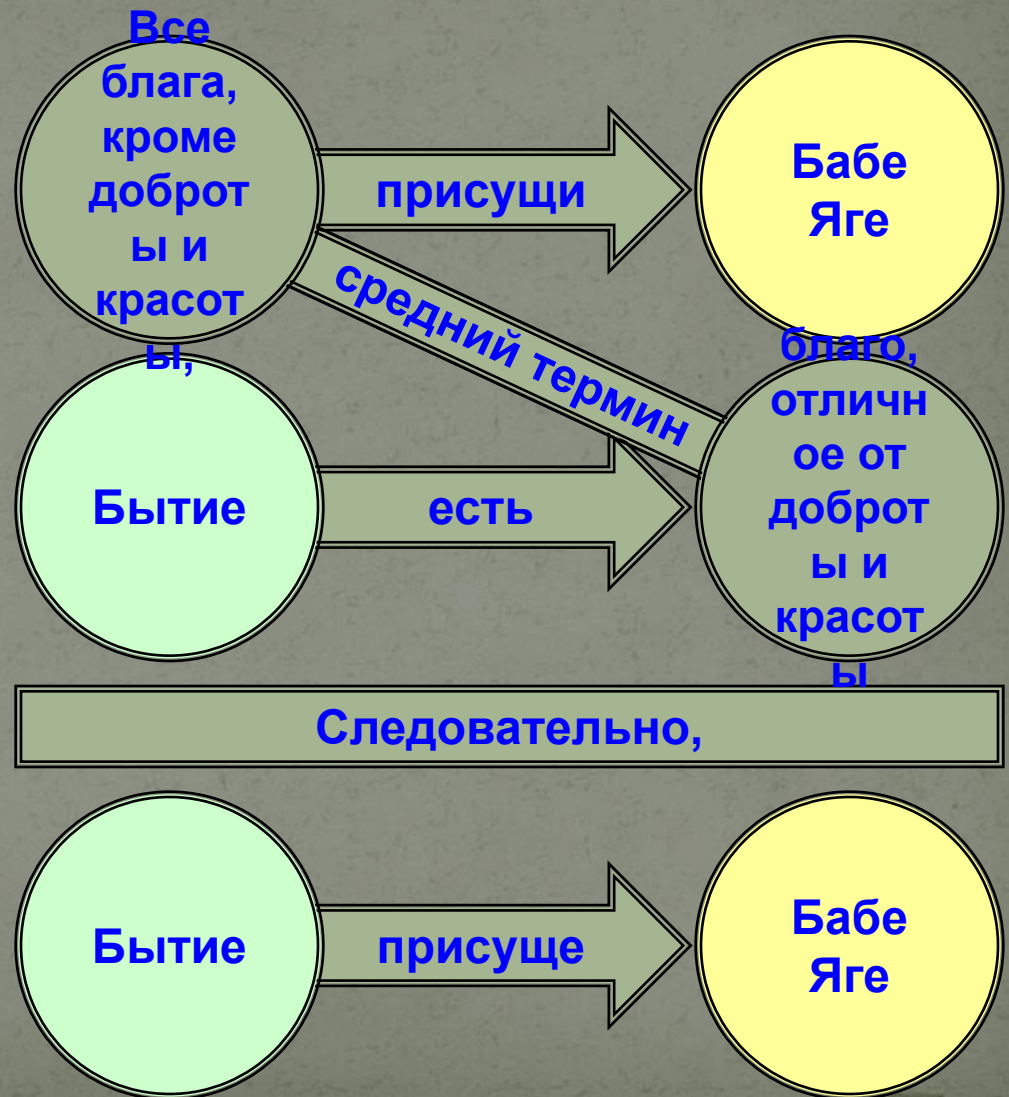 Все
блага,
кроме
доброт
ы и
красот
ы,
присущи
Бабе
Яге
средний термин
Бытие
есть
благо,
отличн
ое от
доброт
ы и
красот
ы
Следовательно,
Бытие
присуще
Бабе
Яге